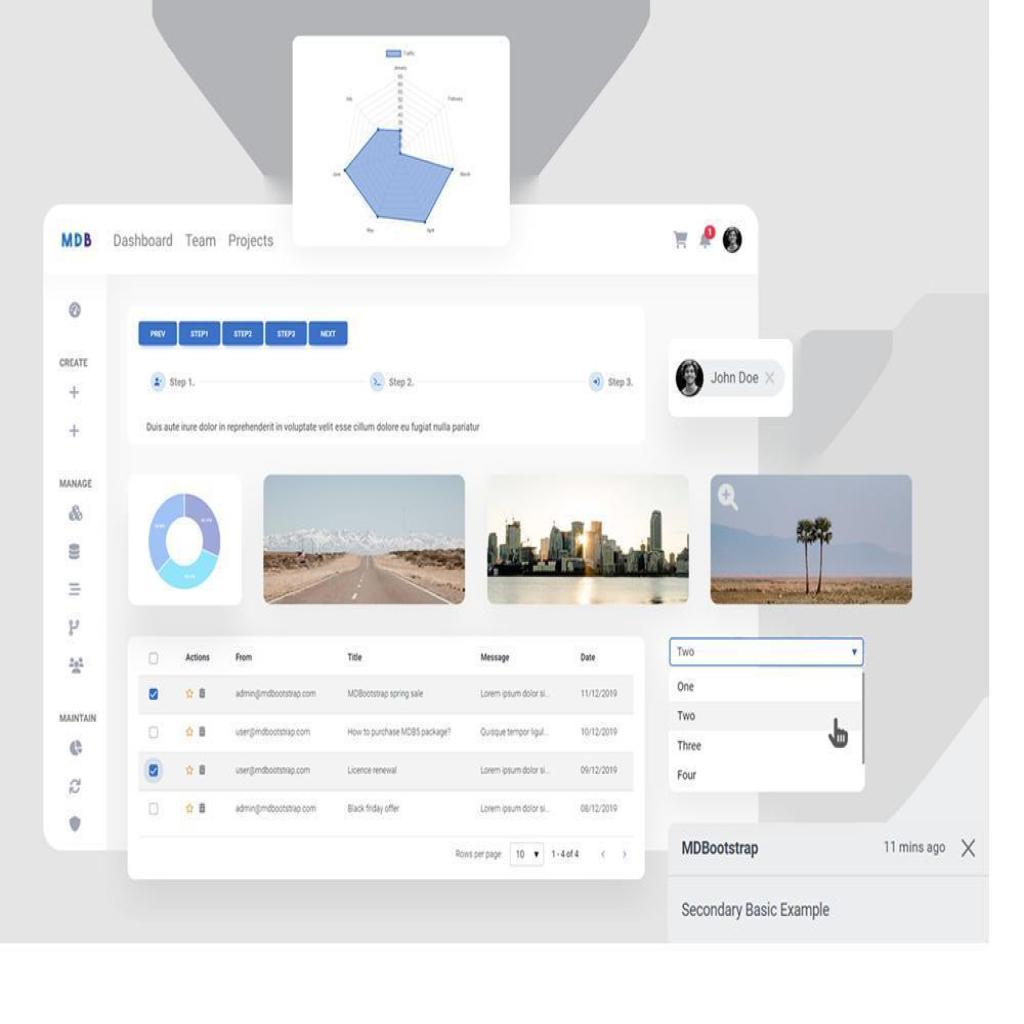 Traffic
January
July
February
June
March
May
April
MDB Dashboard Team Projects
1
PREV STEP1 STEP2 STEP3 NEXT
Step 1. Step 2. Step 3.
Duis aute irure dolor in reprehenderit in voluptate velit esse cillum dolore eu fugiat nulla pariatur
John Doe
CREATE
MANAGE
MAINTAIN
Actions From Title Message Date
admin@mdbootstrap.com MDBootstrap spring sale Lorem ipsum dolor si... 11/12/2019
user@mdbootstrap.com How to purchase MDB5 package? Quisque tempor ligul... 10/12/2019
user@mdbootstrap.com Licence renewal Lorem ipsum dolor si... 09/12/2019
admin@mdbootstrap.com Black friday offer Lorem ipsum dolor si... 08/12/2019
Rows per page: 10 1 - 4 of 4
Two
One
Two
Three
Four
MDBootstrap 11 mins ago
Secondary Basic Example